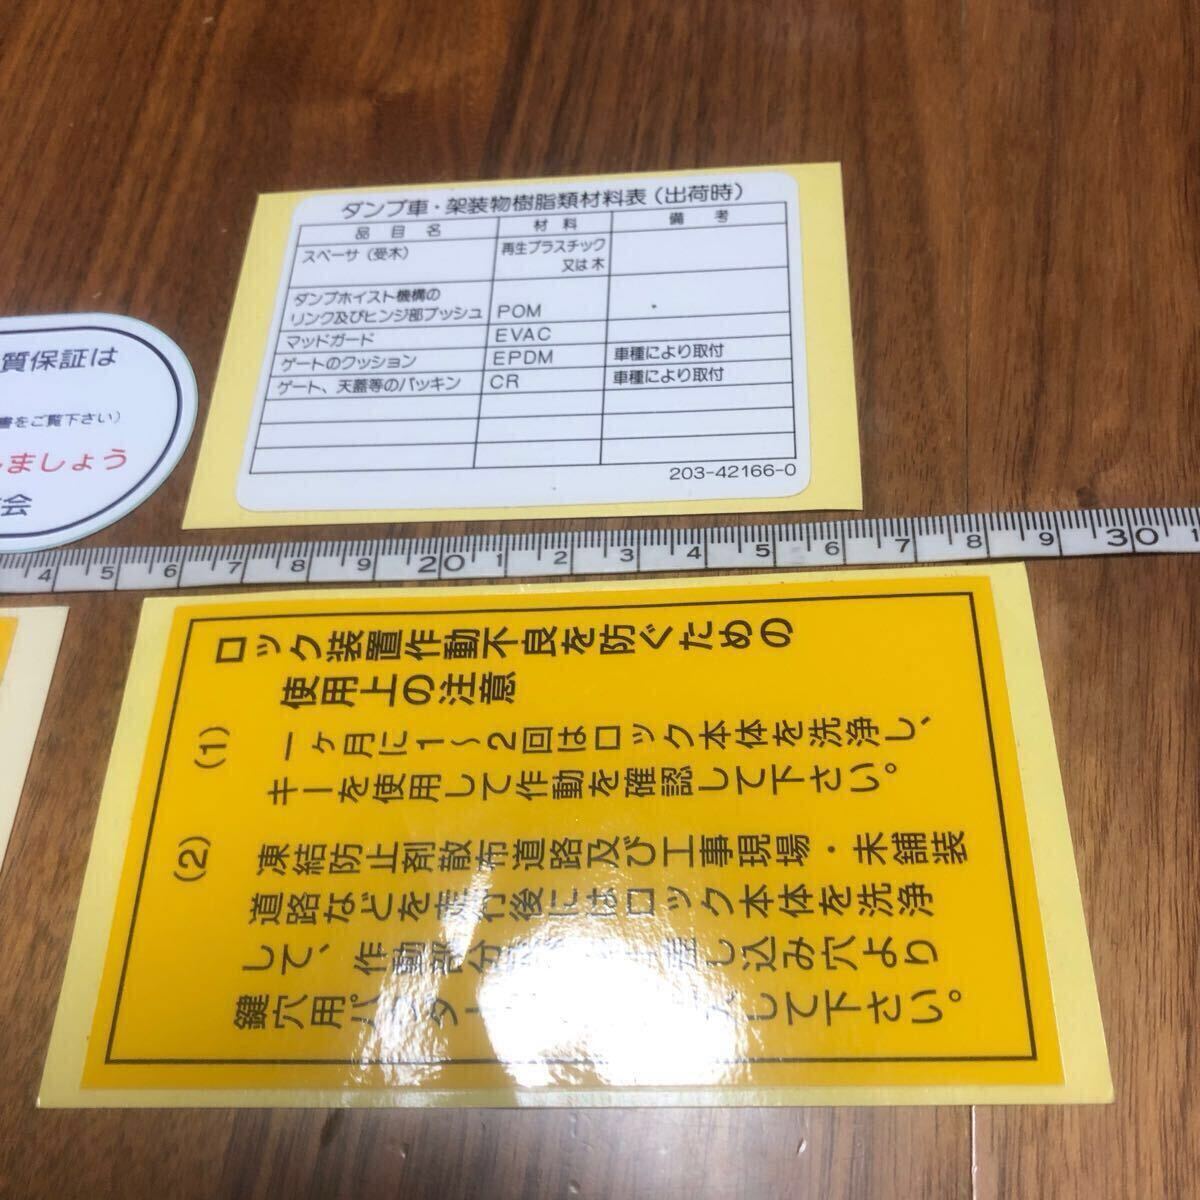 ダンプ車・架装物樹脂類材料表(出荷時)
品目名 材料 備考
スペーサ(受木) 再生プラスチック
又は木
ダンプホイスト機構の
リンク及びヒンジ部ブッシュ POM
マッドガード EVAC
ゲートのクッション EPDM 車種により取付
ゲート、天蓋等のパッキン CR 車種により取付
203-42166-0
質保証は
書をご覧下さい)
しましょう
会
4 5 6 7 8 9 20 1 2 3 4 5 6 7 8 9 30 1
ロック装置作動不良を防ぐための
使用上の注意
(1) 一ヶ月に1〜2回はロック本体を洗浄し、
キーを使用して作動を確認して下さい。
(2) 凍結防止剤散布道路及び工事現場・未舗装
道路などを走行後にはロック本体を洗浄
して、作動部分 差し込み穴より
鍵穴用パウダー して下さい。